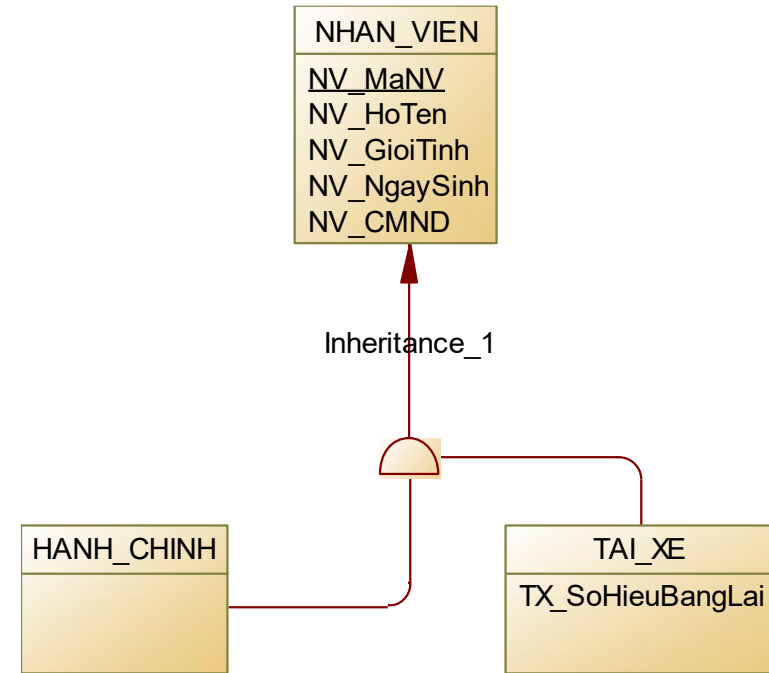 NHAN_VIEN
NV_MaNV
NV_HoTen
NV_GioiTinh
NV_NgaySinh
NV_CMND
Inheritance_1
HANH_CHINH
TAI_XE
TX_SoHieuBangLai